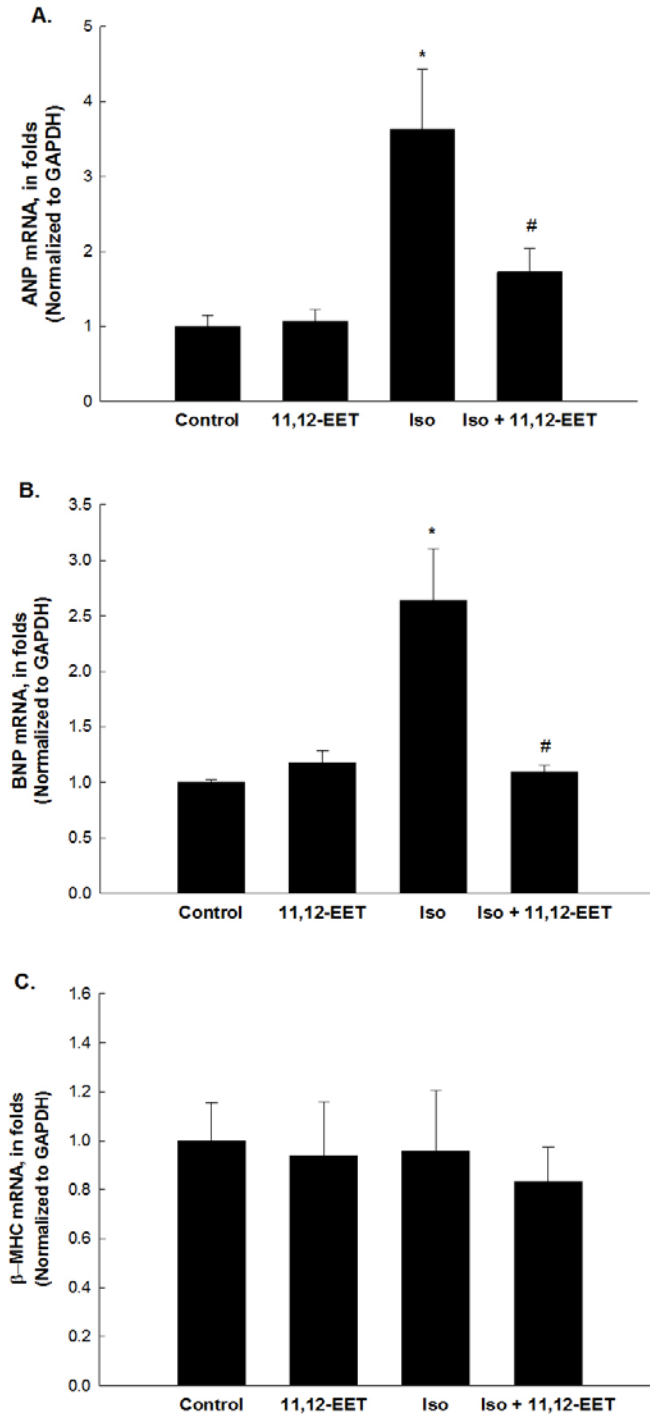 A.
ANP mRNA, in folds
(Normalized to GAPDH)
5
4
3
2
1
0
*
#
Control 11,12-EET Iso Iso + 11,12-EET
B.
BNP mRNA, in folds
(Normalized to GAPDH)
3.5
3.0
2.5
2.0
1.5
1.0
0.5
0.0
*
#
Control 11,12-EET Iso Iso + 11,12-EET
C.
β–MHC mRNA, in folds
(Normalized to GAPDH)
1.6
1.4
1.2
1.0
0.8
0.6
0.4
0.2
0.0
Control 11,12-EET Iso Iso + 11,12-EET